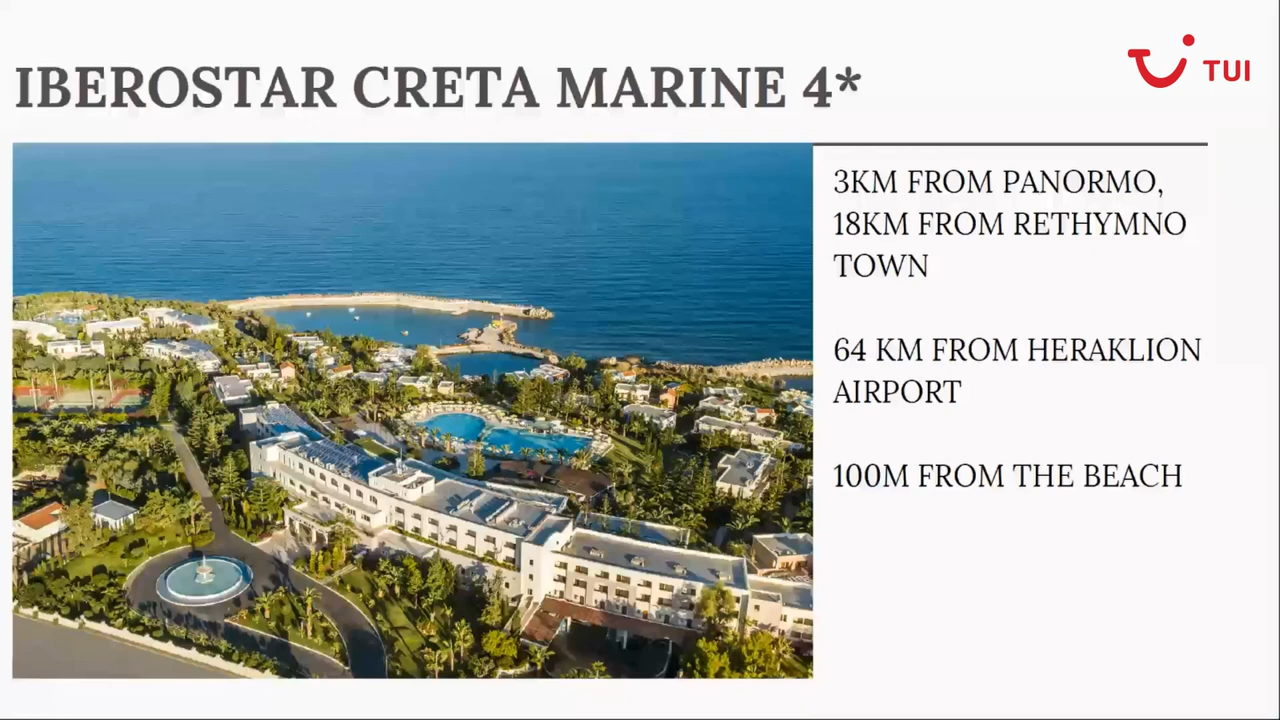 IBEROSTAR CRETA MARINE 4*
TUI
3KM FROM PANORMO,
18KM FROM RETHYMNO
TOWN
64 KM FROM HERAKLION
AIRPORT
100M FROM THE BEACH